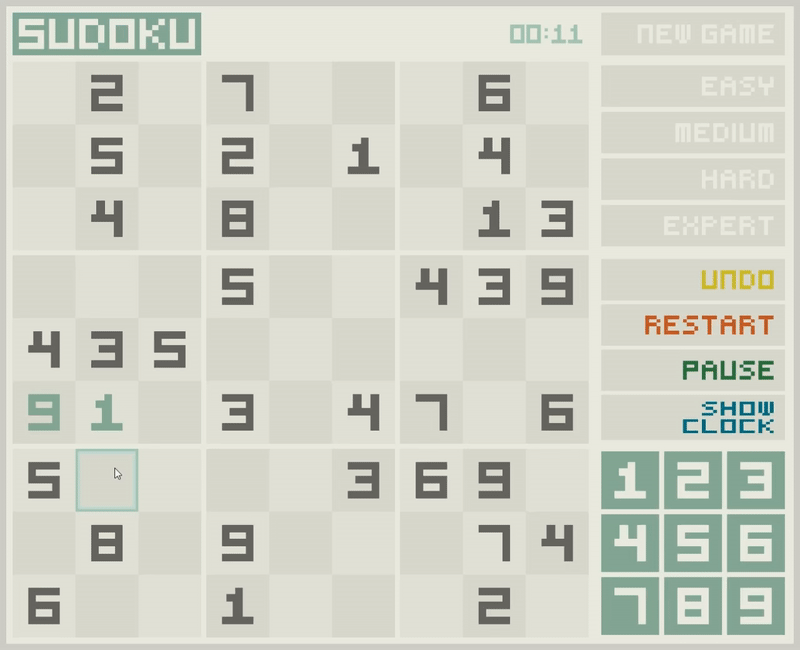 SUDOKU 00:11 NEW GAME
2 7 6 EASY
5 2 1 4 MEDIUM
HARD
4 8 1 3 EXPERT
5 4 3 9 UNDO
RESTART
4 3 5 PAUSE
9 1 3 4 7 6 SHOW
CLOCK
5 3 6 9 1 2 3
8 9 7 4 4 5 6
6 1 2 7 8 9